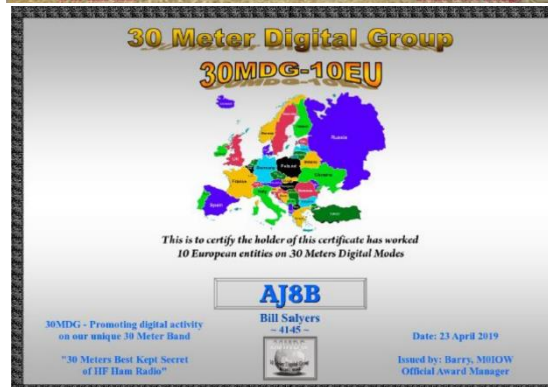 30 Meter Digital Group
30MDG-10EU
Russia
France
Spain
Poland
Ukraine
This is to certify the holder of this certificate has worked
10 European entities on 30 Meters Digital Modes
AJ8B
Bill Salyers
~ 4145 ~
30MDG - Promoting digital activity
on our unique 30 Meter Band
"30 Meters Best Kept Secret
of HF Ham Radio"
Date: 23 April 2019
Issued by: Barry, M0IOW
Official Award Manager